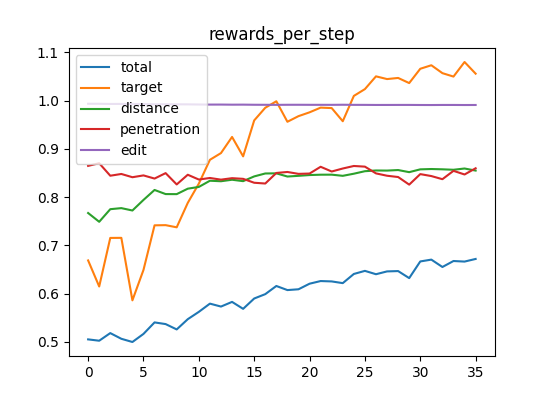 rewards_per_step
total
target
distance
penetration
edit
1.1
1.0
0.9
0.8
0.7
0.6
0.5
0 5 10 15 20 25 30 35